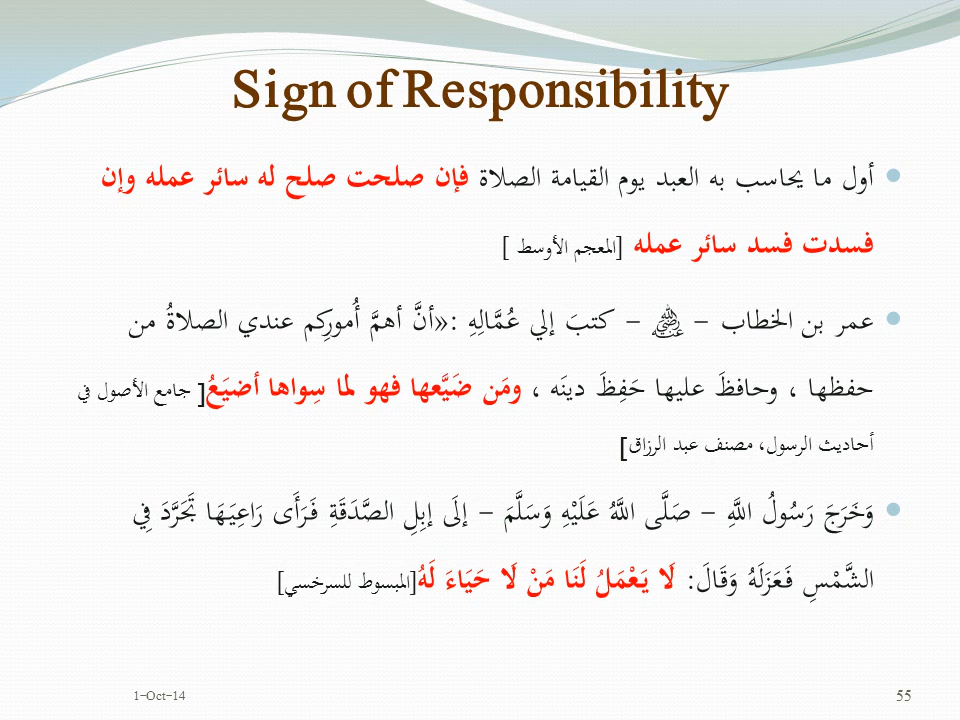 Sign of Responsibility
• أول ما يحاسب به العبد يوم القيامة الصلاة فإن صلحت صلح له سائر عمله وإن
فسدت فسد سائر عمله [المعجم الأوسط ]
• عمر بن الخطاب – رضي الله عنه – كتبَ إلي عُمَّالِهِ :«أنَّ أهمَّ أُمورِكم عندي الصلاةُ من
حفظها ، وحافظَ عليها حَفِظَ دينَه ، ومَن ضَيَّعها فهو لما سِواها أضيَعُ[ جامع الأصول في
أحاديث الرسول، مصنف عبد الرزاق]
• وَخَرَجَ رَسُولُ اللَّهِ – صَلَّى اللَّهُ عَلَيْهِ وَسَلَّمَ – إلَى إبِلِ الصَّدَقَةِ فَرَأَى رَاعِيَهَا تَجَرَّدَ فِي
الشَّمْسِ فَعَزَلَهُ وَقَالَ: لَا يَعْمَلُ لَنَا مَنْ لَا حَيَاءَ لَهُ[المبسوط للسرخسي]
1-Oct-14
55